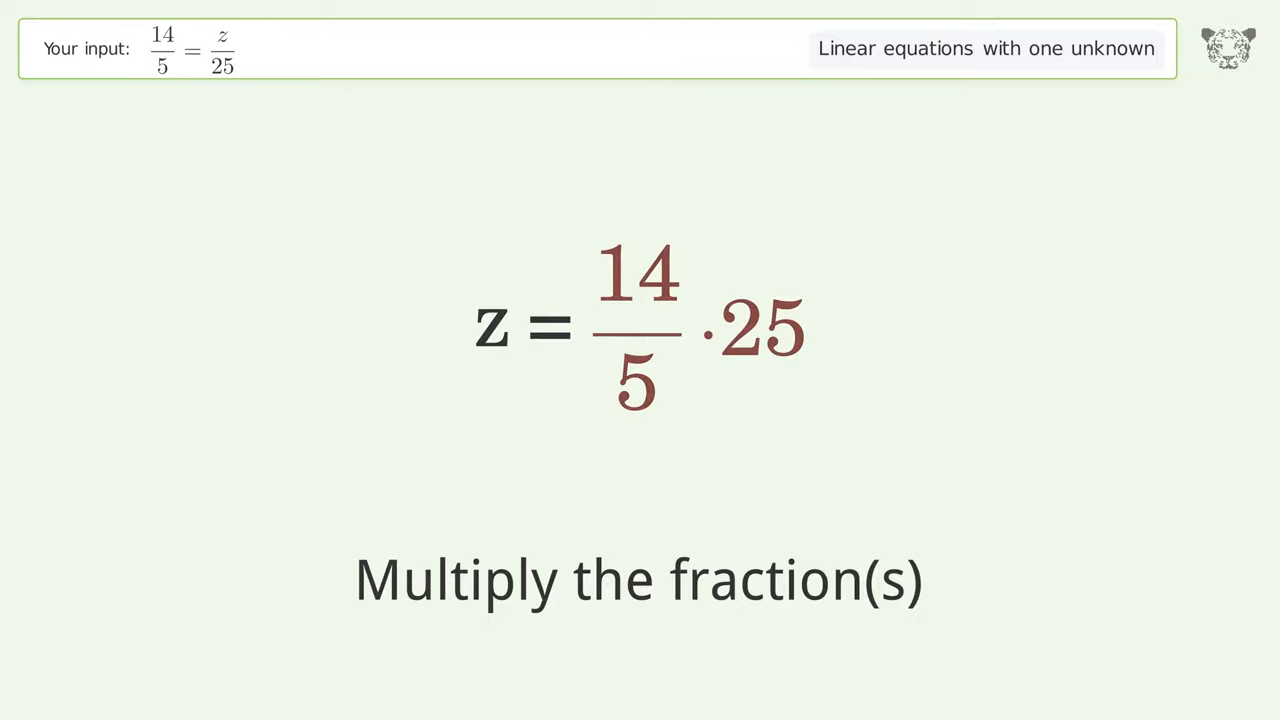 Your input: 14/5 = z/25
Linear equations with one unknown
z = 14/5 · 25
Multiply the fraction(s)